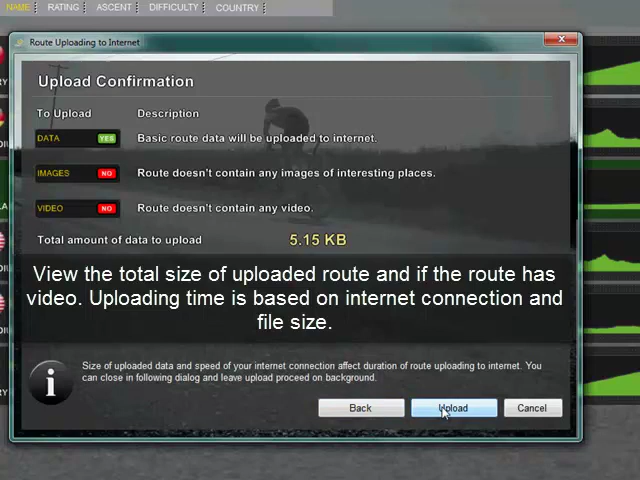 NAME RATING ASCENT DIFFICULTY COUNTRY
Route Uploading to Internet
Upload Confirmation
To Upload Description
DATA YES Basic route data will be uploaded to internet.
IMAGES NO Route doesn't contain any images of interesting places.
VIDEO NO Route doesn't contain any video.
Total amount of data to upload 5.15 KB
View the total size of uploaded route and if the route has
video. Uploading time is based on internet connection and
file size.
Size of uploaded data and speed of your internet connection affect duration of route uploading to internet. You
can close in following dialog and leave upload proceed on background.
Back Upload Cancel